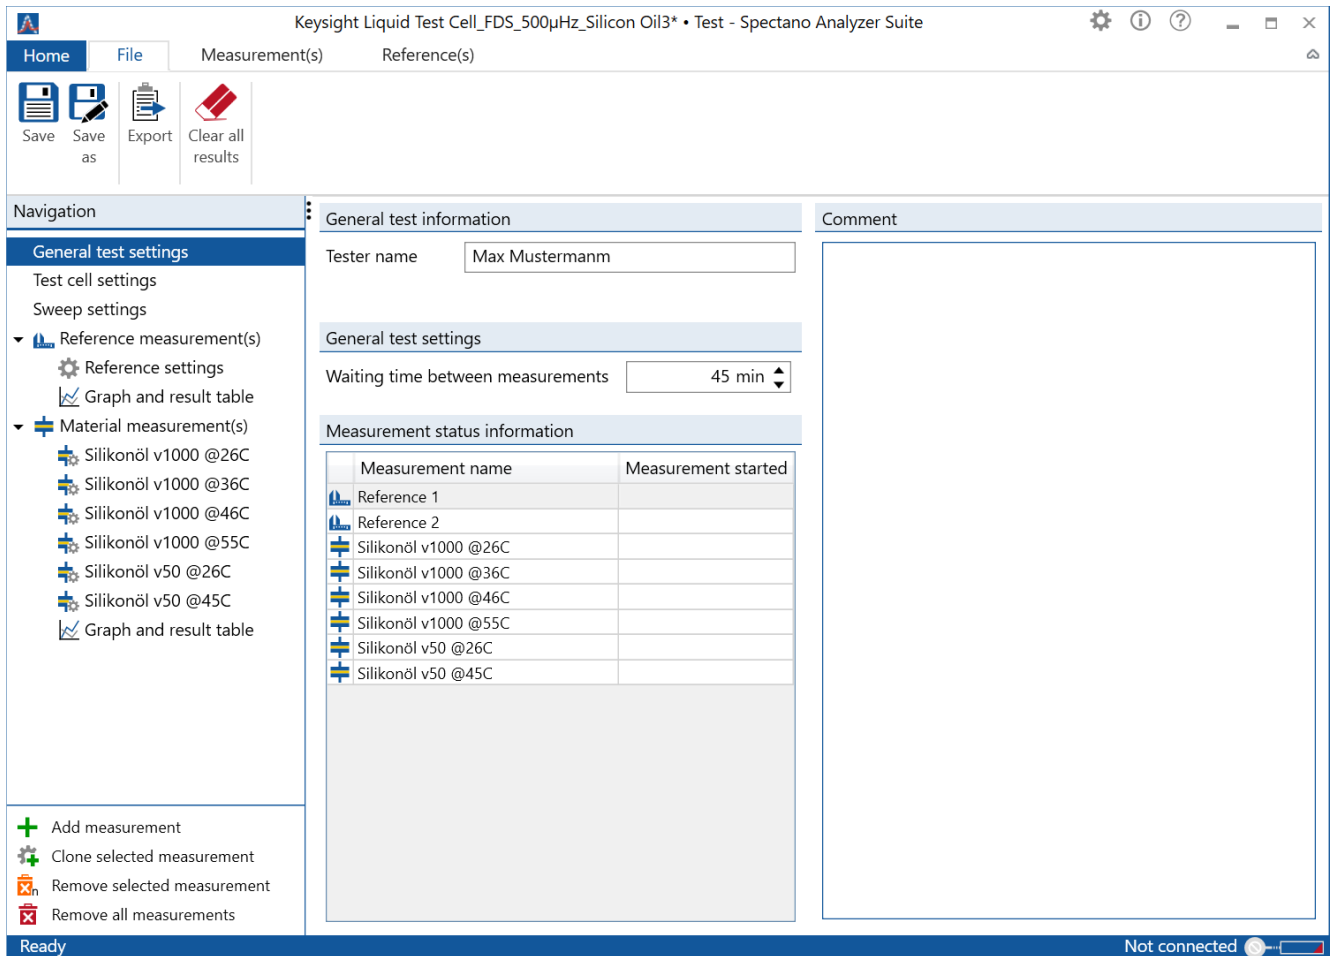 Keysight Liquid Test Cell_FDS_500µHz_Silicon Oil3* • Test - Spectano Analyzer Suite
Home File Measurement(s) Reference(s)
Save Save as Export Clear all results
Navigation
General test settings
Test cell settings
Sweep settings
Reference measurement(s)
Reference settings
Graph and result table
Material measurement(s)
Silikonöl v1000 @26C
Silikonöl v1000 @36C
Silikonöl v1000 @46C
Silikonöl v1000 @55C
Silikonöl v50 @26C
Silikonöl v50 @45C
Graph and result table
Add measurement
Clone selected measurement
Remove selected measurement
Remove all measurements
General test information
Tester name Max Mustermanm
General test settings
Waiting time between measurements 45 min
Measurement status information
Measurement name Measurement started
Reference 1
Reference 2
Silikonöl v1000 @26C
Silikonöl v1000 @36C
Silikonöl v1000 @46C
Silikonöl v1000 @55C
Silikonöl v50 @26C
Silikonöl v50 @45C
Comment
Ready Not connected